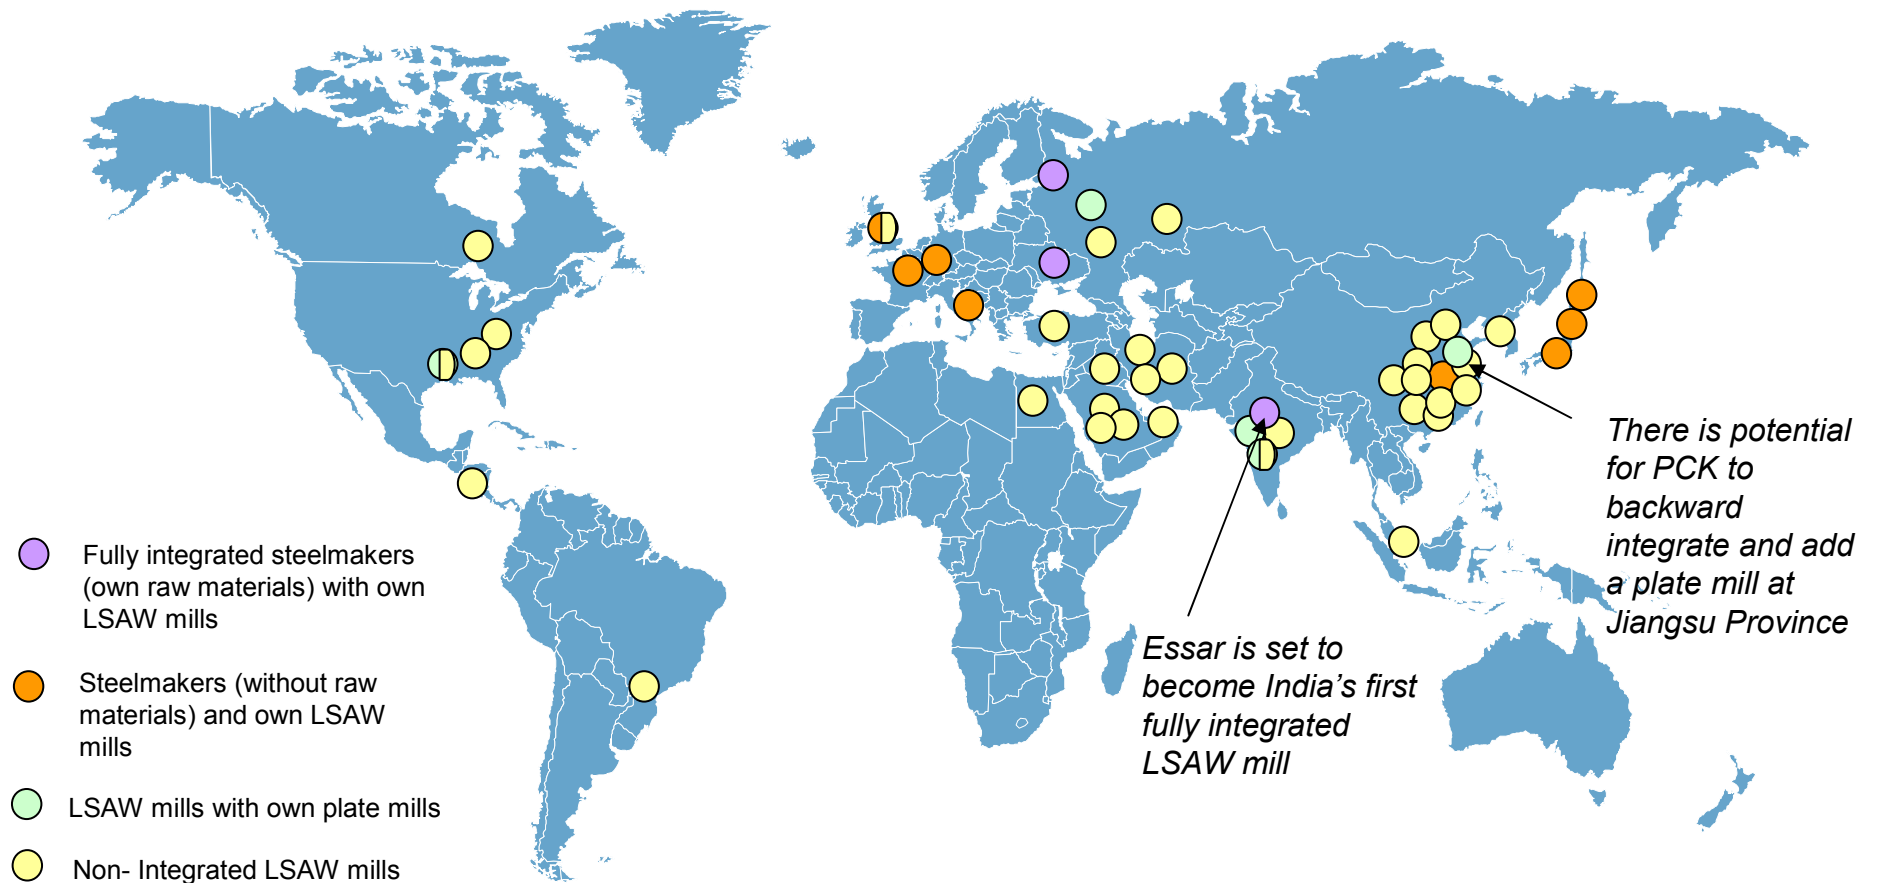 There is potential
for PCK to
backward
integrate and add
a plate mill at
Jiangsu Province
Essar is set to
become India’s first
fully integrated
LSAW mill
Fully integrated steelmakers
(own raw materials) with own
LSAW mills
Steelmakers (without raw
materials) and own LSAW
mills
LSAW mills with own plate mills
Non- Integrated LSAW mills